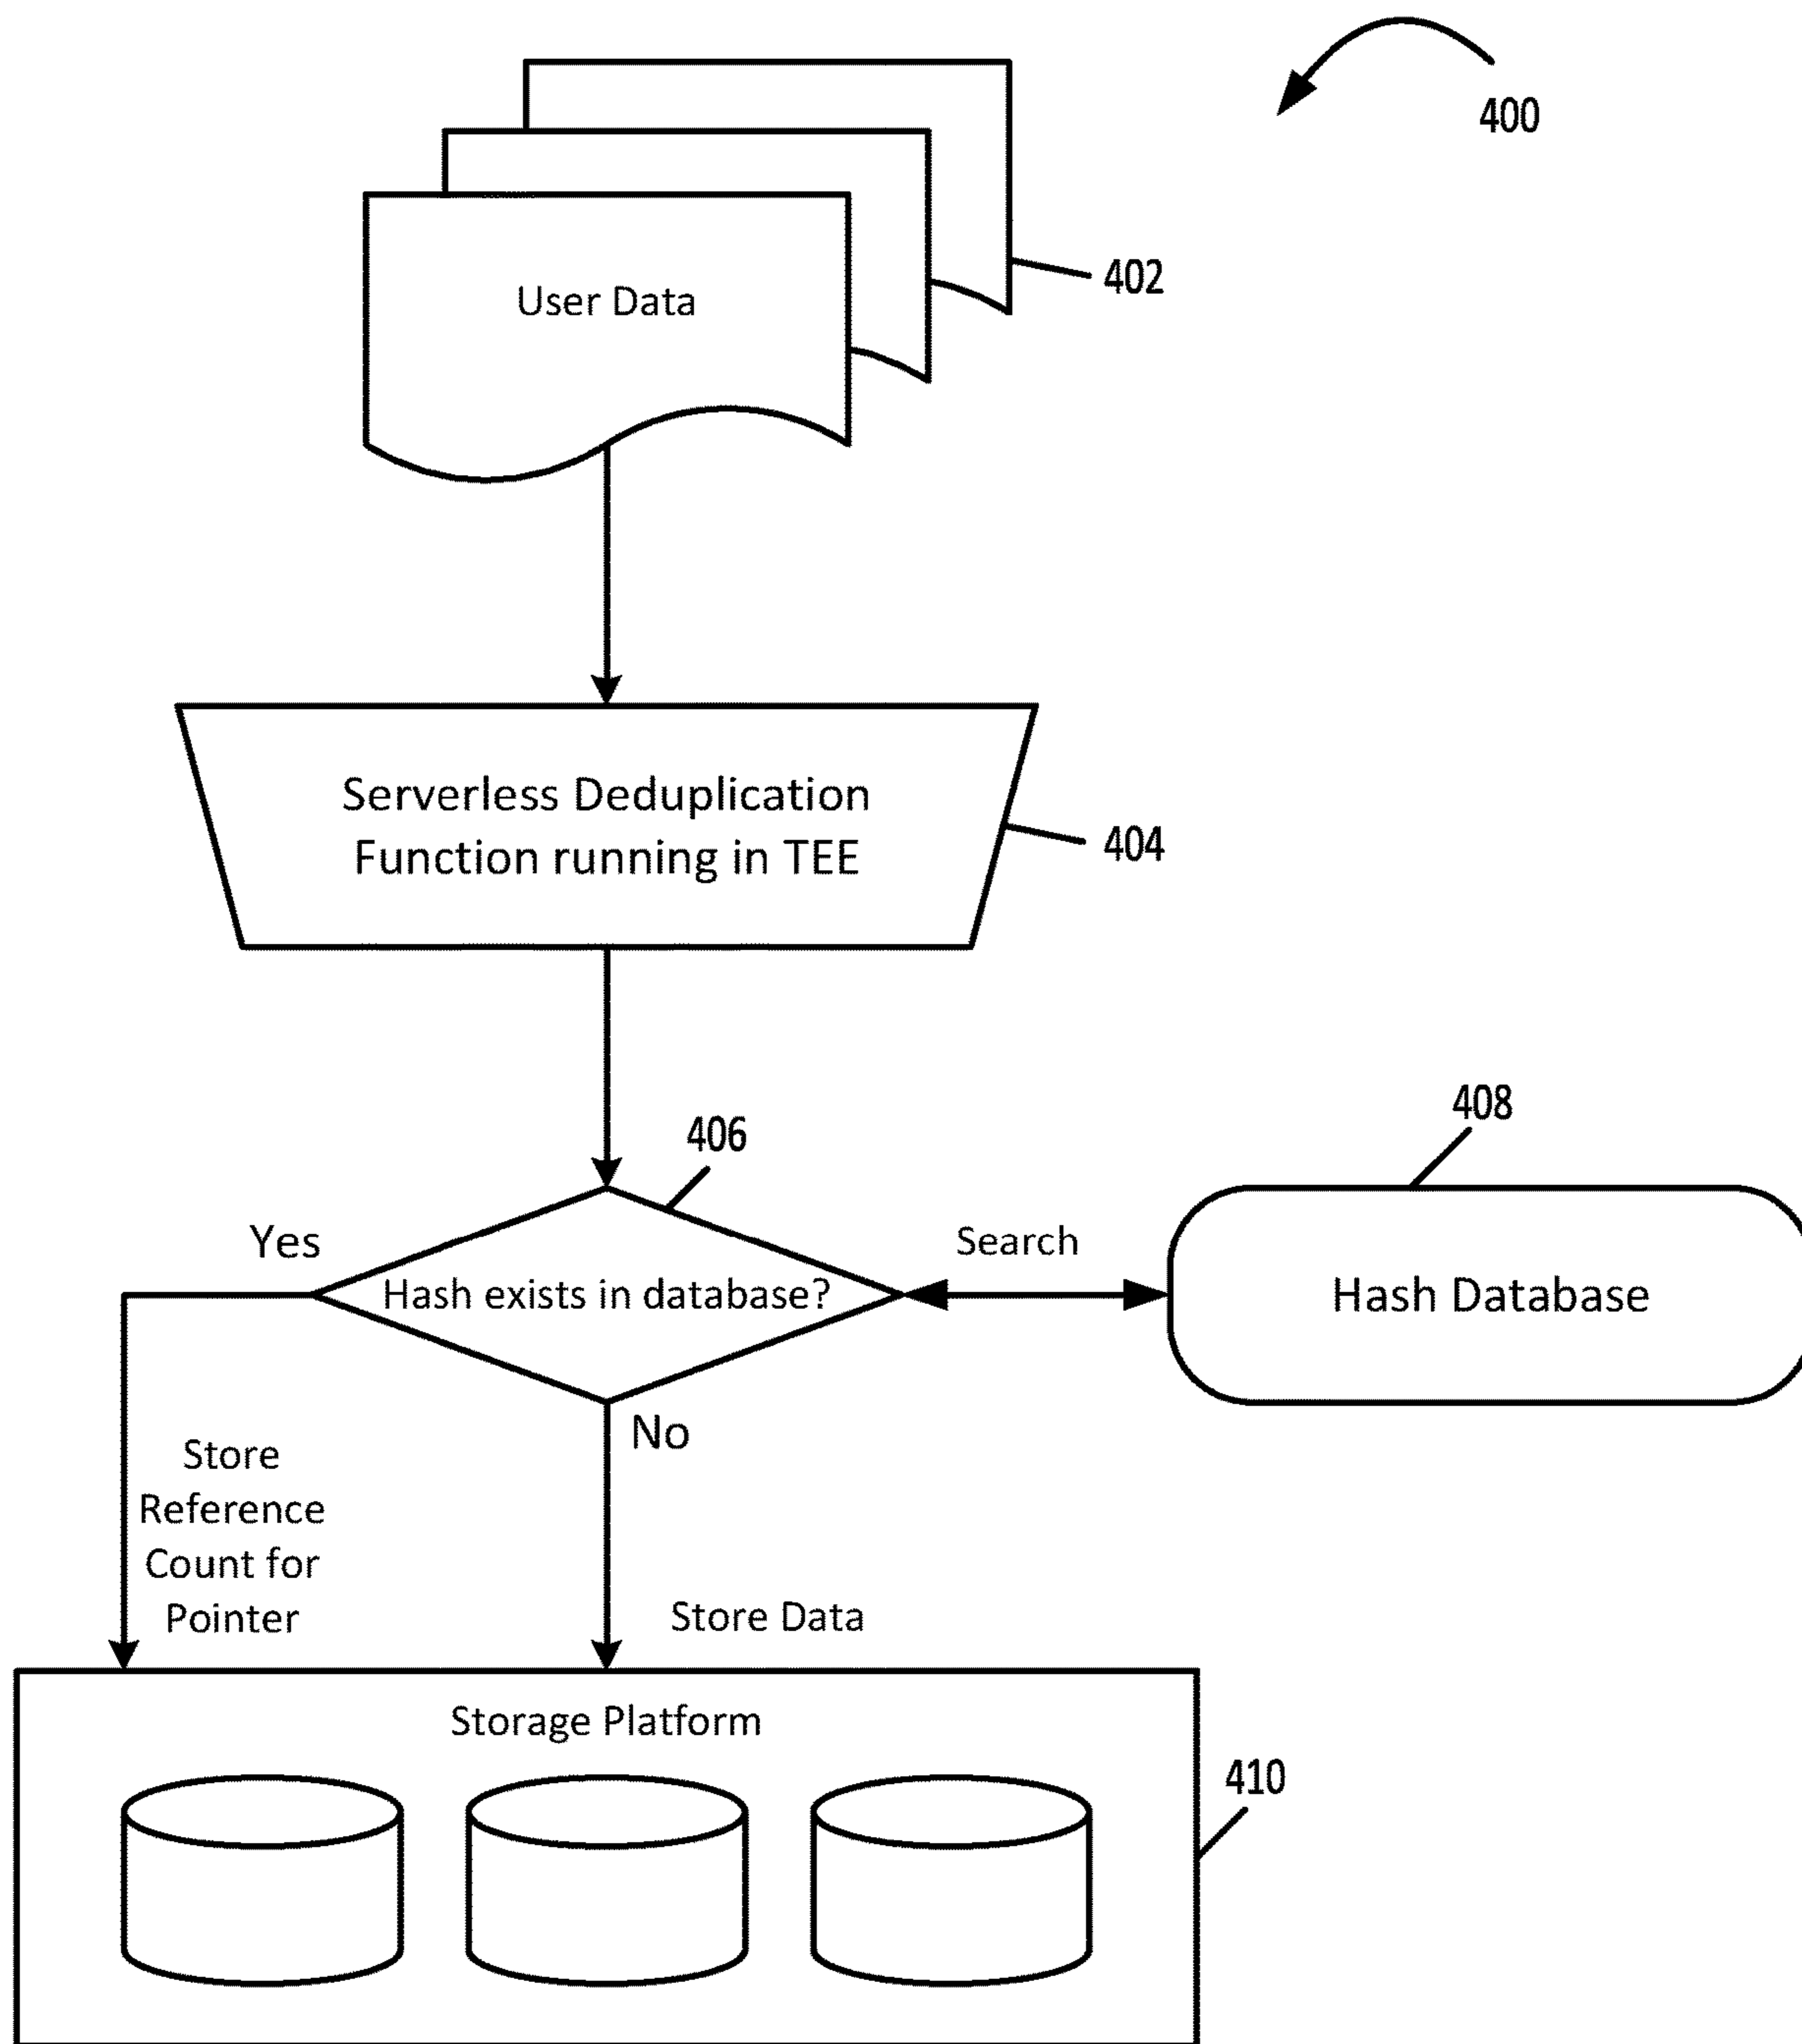 400
402
User Data
Serverless Deduplication
Function running in TEE
404
406
408
Yes
Search
Hash exists in database?
Hash Database
No
Store
Reference
Count for
Pointer
Store Data
Storage Platform
410